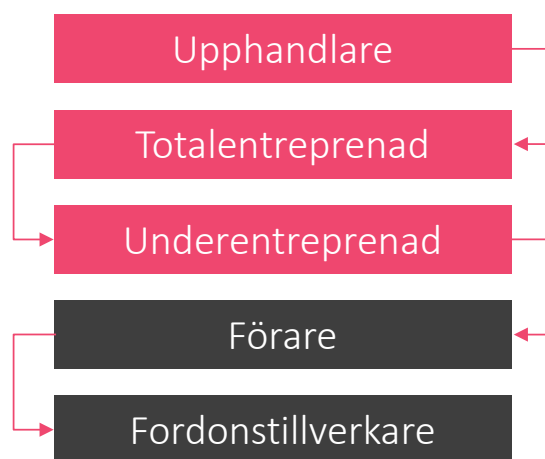 Upphandlare
Totalentreprenad
Underentreprenad
Förare
Fordonstillverkare